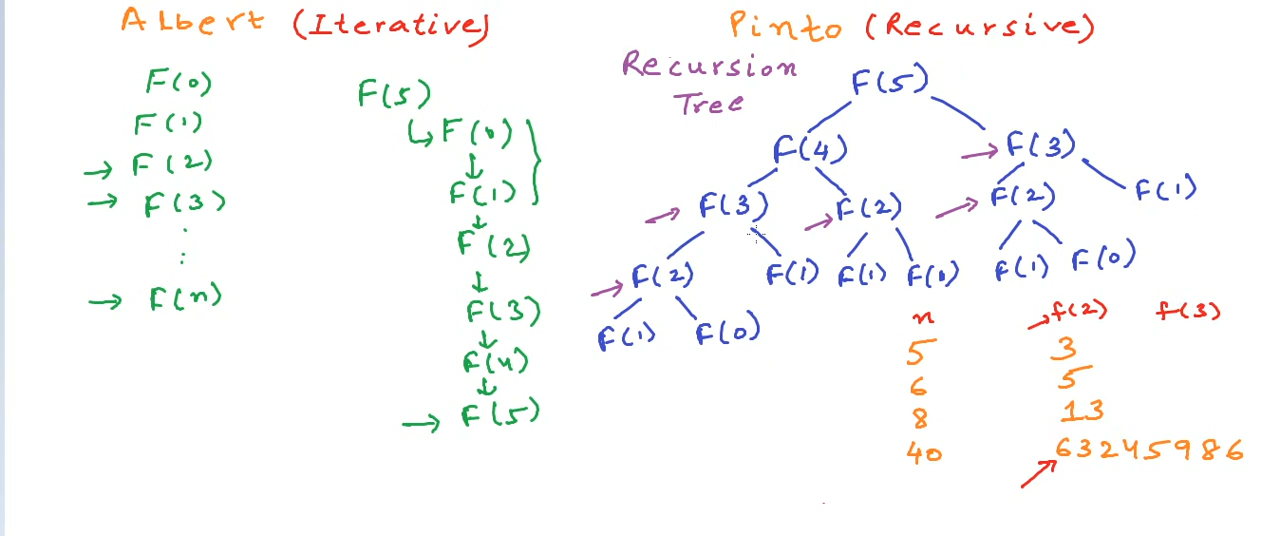 Albert (Iterative)
F(0)
F(1)
→ F(2)
→ F(3)
:
:
→ F(n)
F(5)
↳ F(0)
↓
F(1)
↓
F(2)
↓
F(3)
↓
F(4)
↓
→ F(5)
Pinto (Recursive)
Recursion
Tree
F(5)
F(4) → F(3)
→ F(3) → F(2) → F(2) F(1)
→ F(2) F(1) F(1) F(0) F(1) F(0)
F(1) F(0)
n → f(2) f(3)
5 3
6 5
8 13
40 63245986